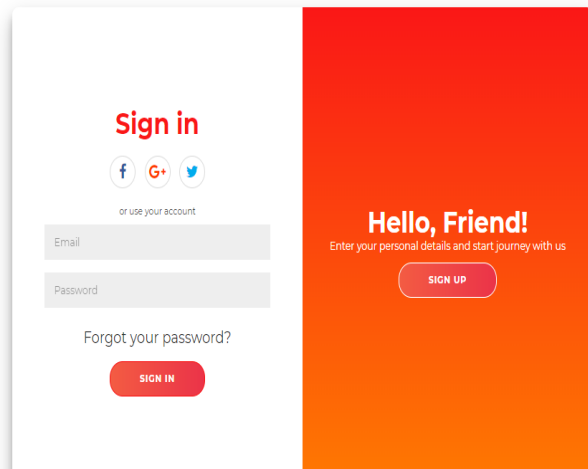 Sign in
f G+
or use your account
Email
Password
Forgot your password?
SIGN IN
Hello, Friend!
Enter your personal details and start journey with us
SIGN UP